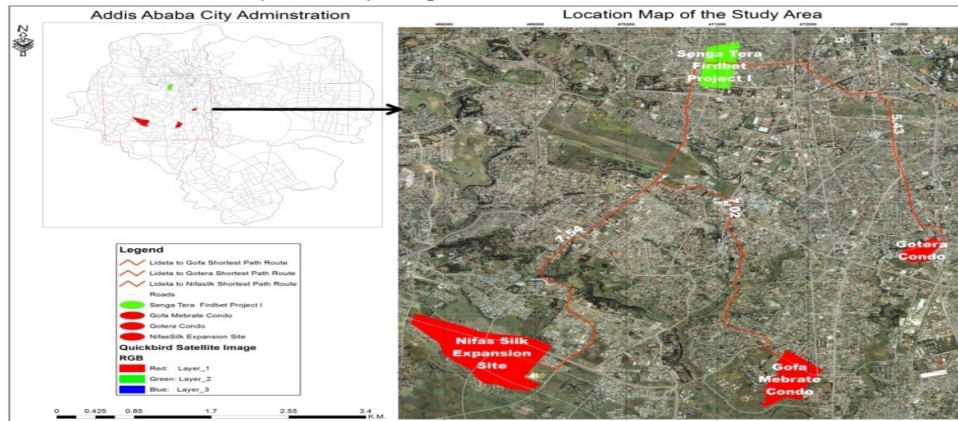 Addis Ababa City Adminstration
N
Legend
Lideta to Gofa Shortest Path Route
Lideta to Gotera Shortest Path Route
Lideta to Nifasilk Shortest Path Route
Roads
Senga Tera Firdbet Project I
Gofa Mebrate Condo
Gotera Condo
NifasSilk Expansion Site
Quickbird Satellite Image
RGB
Red: Layer_1
Green: Layer_2
Blue: Layer_3
0 0.425 0.85 1.7 2.55 3.4
K.M.
Location Map of the Study Area
470000 471000 472000 473000
Senga Tera
Firdbet
Project I
5.43
7.02
7.54
Gotera
Condo
Nifas Silk
Expansion
Site
Gofa
Mebrate
Condo